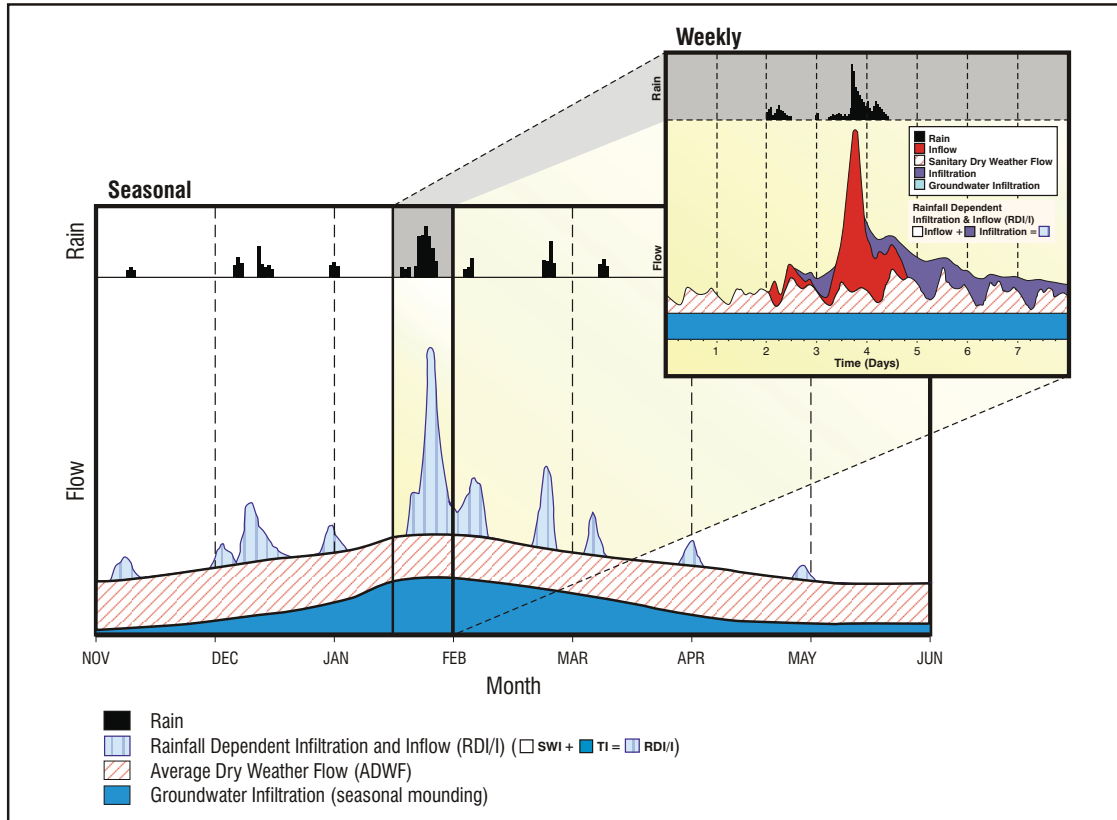 Weekly
Rain
Rain
Inflow
Sanitary Dry Weather Flow
Infiltration
Groundwater Infiltration
Rainfall Dependent
Infiltration & Inflow (RDI/I)
Inflow + Infiltration =
Flow
1 2 3 4 5 6 7
Time (Days)
Seasonal
Rain
Flow
NOV DEC JAN FEB MAR APR MAY JUN
Month
Rain
Rainfall Dependent Infiltration and Inflow (RDI/I) ( SWI + TI = RDI/I)
Average Dry Weather Flow (ADWF)
Groundwater Infiltration (seasonal mounding)